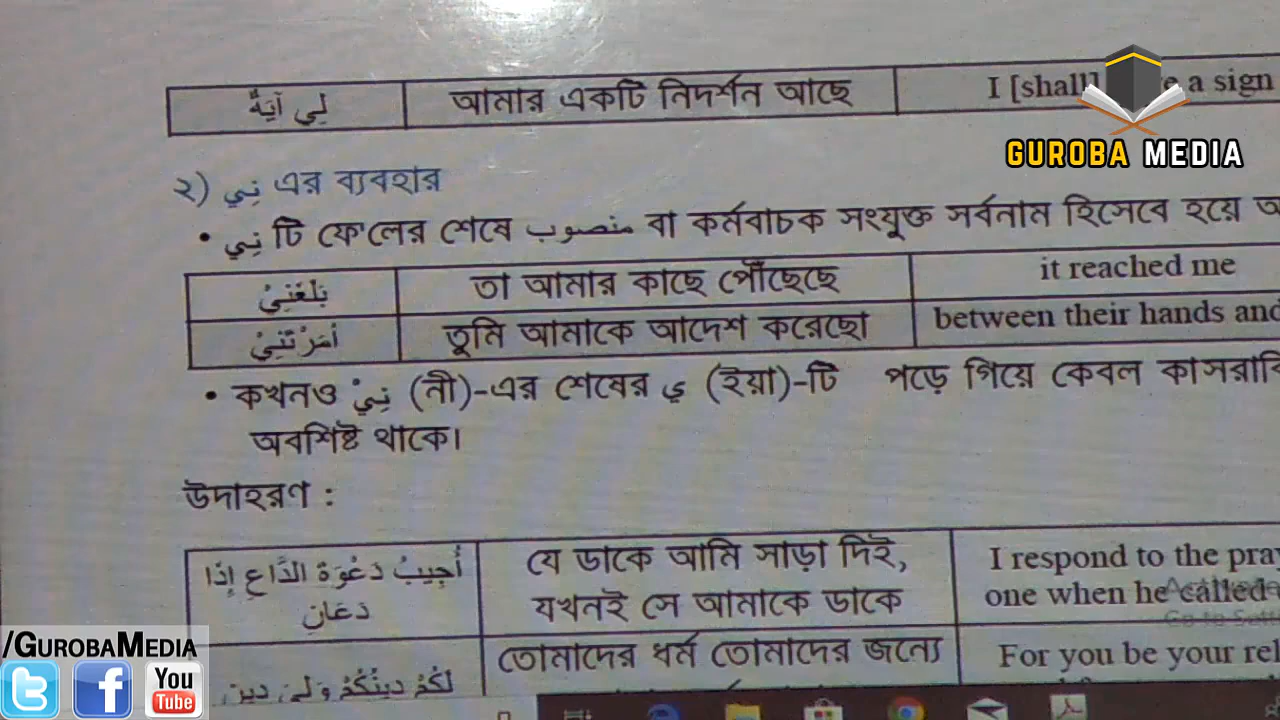 لِي آيَةً আমার একটি নিদর্শন আছে I [shall] a sign
GUROBA MEDIA
২) نِي এর ব্যবহার
• نِي টি ফে'লের শেষে منصوب বা কর্মবাচক সংযুক্ত সর্বনাম হিসেবে হয়ে
بَلَغَنِيْ তা আমার কাছে পৌঁছেছে it reached me
أَمَرْتَنِيْ তুমি আমাকে আদেশ করেছো between their hands and
• কখনও نِيْ (নী)-এর শেষের ي (ইয়া)-টি পড়ে গিয়ে কেবল
অবশিষ্ট থাকে।
উদাহরণ :
أُجِيبُ دَعْوَةَ الدَّاعِ إِذَا যে ডাকে আমি সাড়া দিই, I respond to the
دَعَانِ যখনই সে আমাকে ডাকে one when he called
/GUROBAMEDIA
لَكُمْ دِينُكُمْ وَلِيَ دِينِ তোমাদের ধর্ম তোমাদের জন্যে For you be your
You
Tube